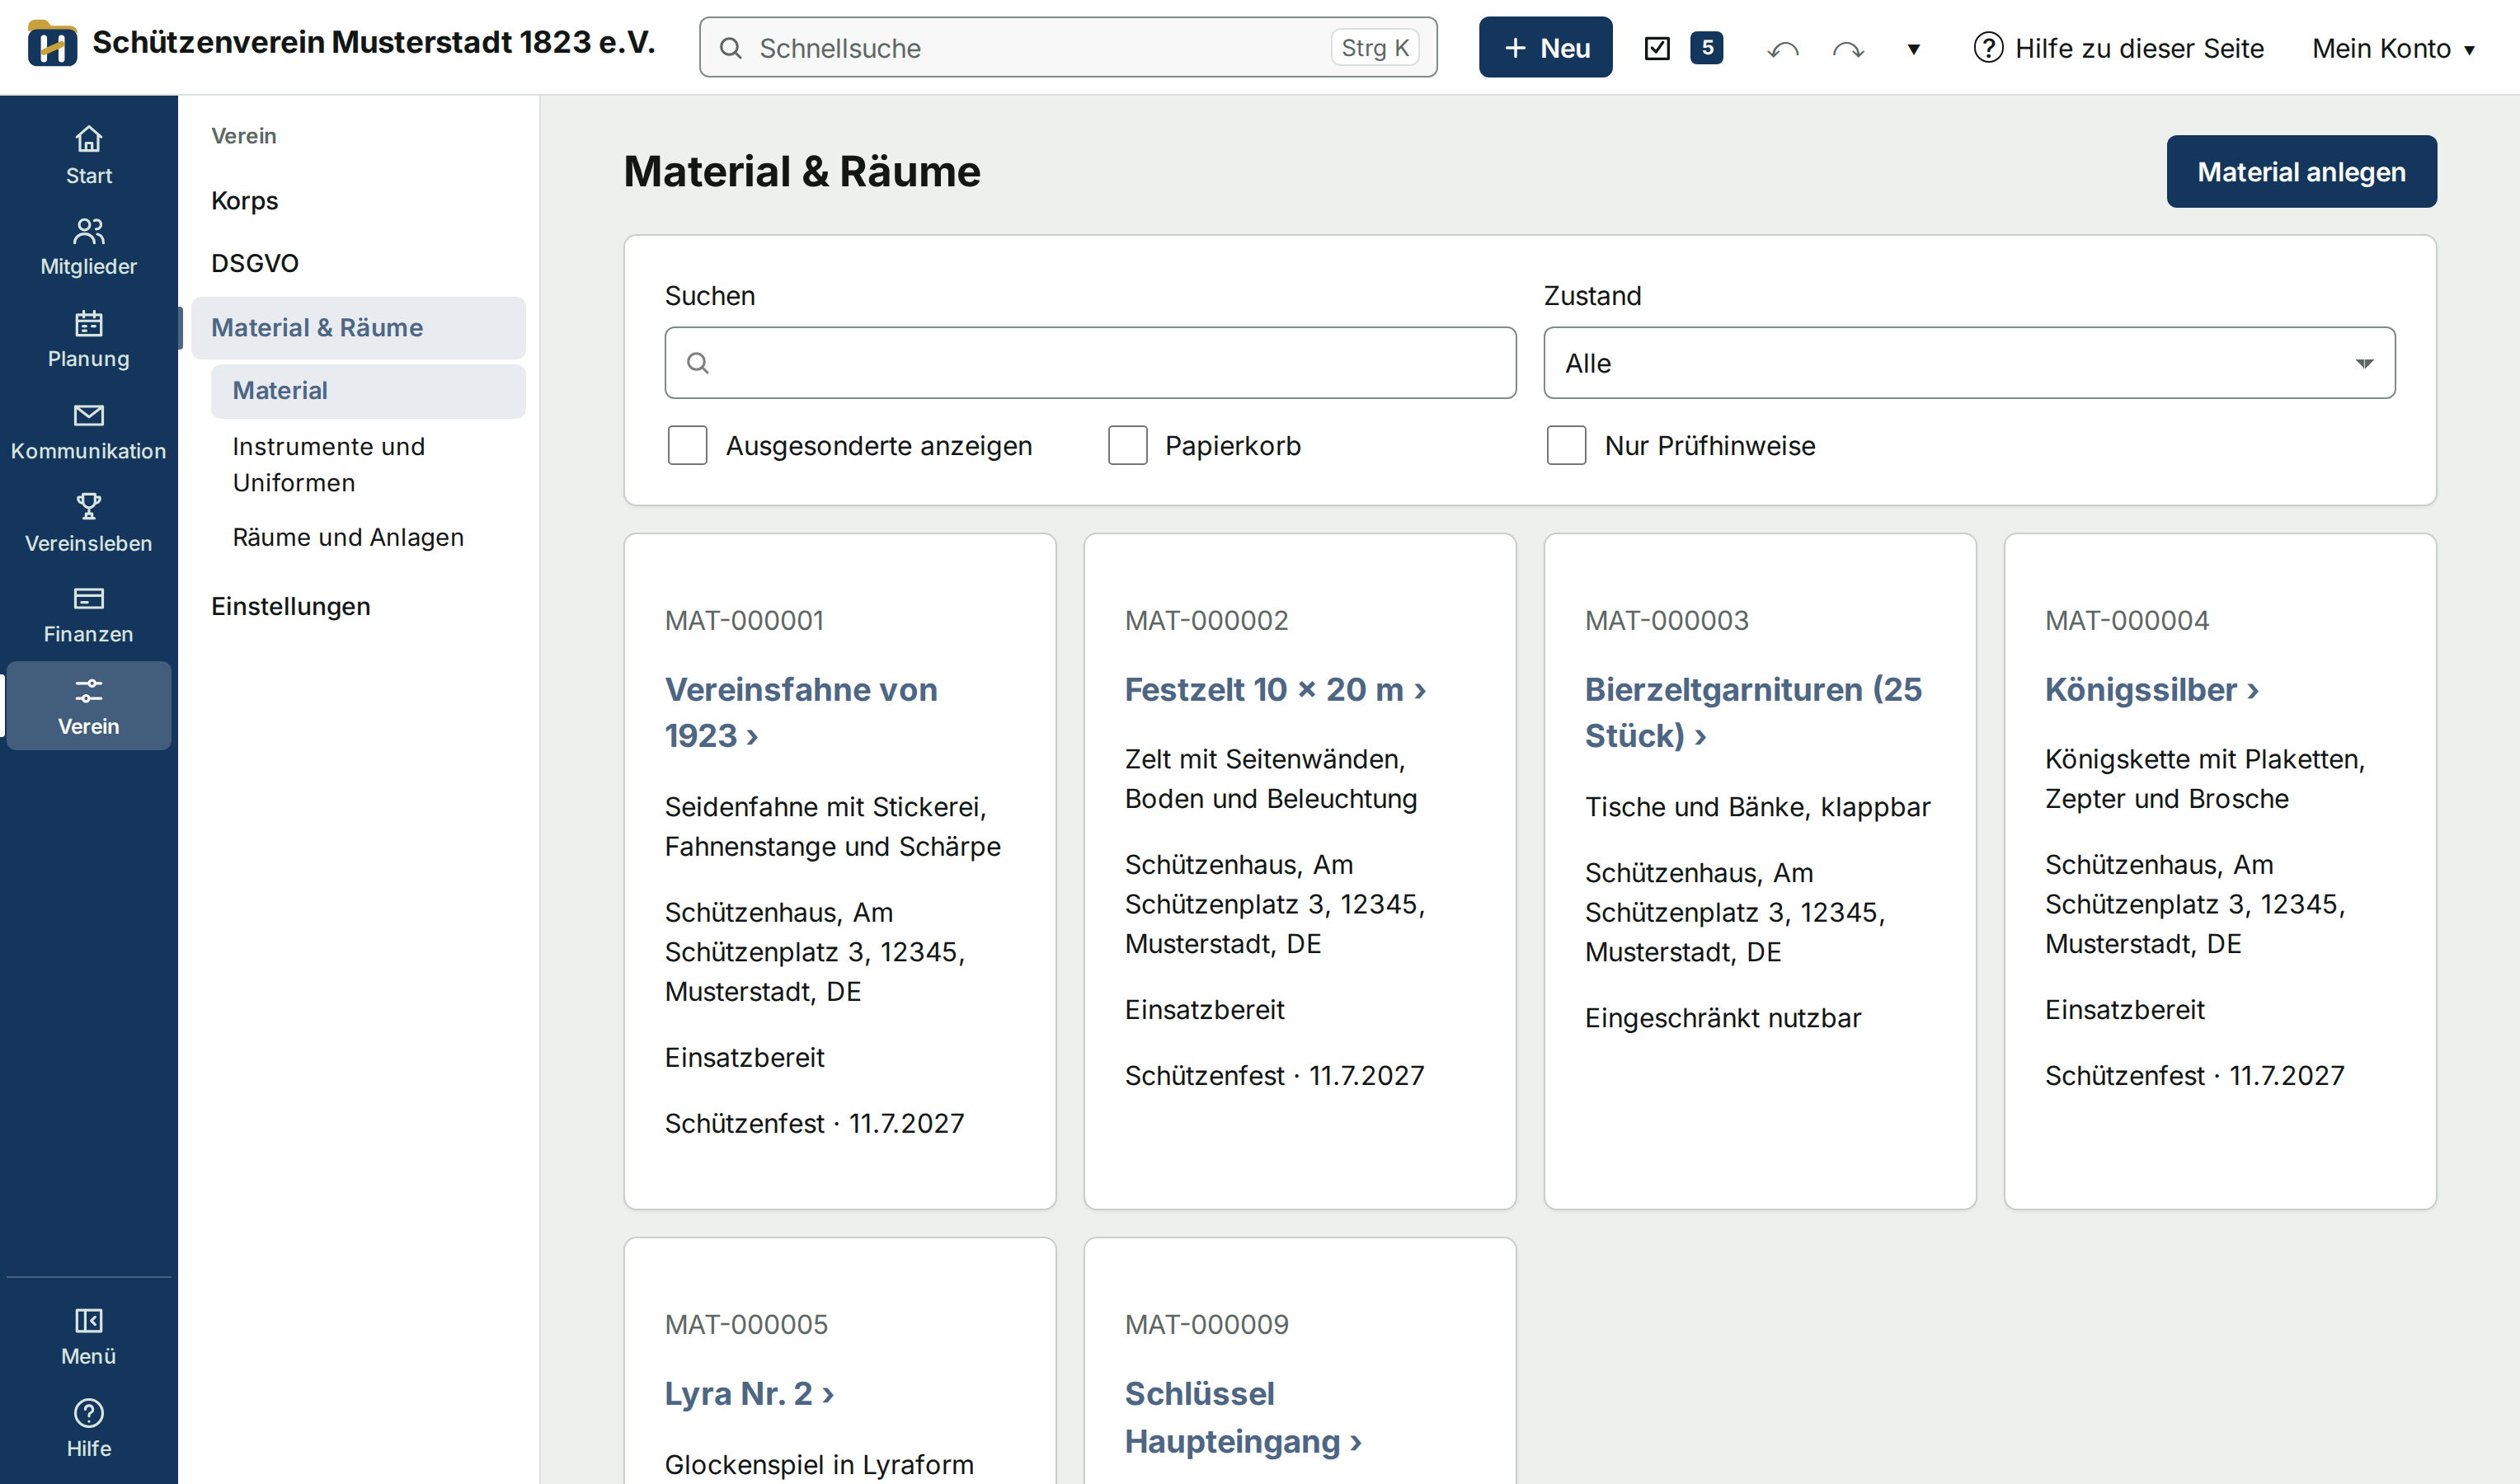 Schützenverein Musterstadt 1823 e.V.
Schnellsuche
Strg K
+ Neu
5
Hilfe zu dieser Seite
Mein Konto
Start
Mitglieder
Planung
Kommunikation
Vereinsleben
Finanzen
Verein
Menü
Hilfe
Verein
Korps
DSGVO
Material & Räume
Material
Instrumente und
Uniformen
Räume und Anlagen
Einstellungen
Material & Räume
Material anlegen
Suchen
Zustand
Alle
Ausgesonderte anzeigen
Papierkorb
Nur Prüfhinweise
MAT-000001
Vereinsfahne von
1923 ›
Seidenfahne mit Stickerei,
Fahnenstange und Schärpe
Schützenhaus, Am
Schützenplatz 3, 12345,
Musterstadt, DE
Einsatzbereit
Schützenfest · 11.7.2027
MAT-000002
Festzelt 10 × 20 m ›
Zelt mit Seitenwänden,
Boden und Beleuchtung
Schützenhaus, Am
Schützenplatz 3, 12345,
Musterstadt, DE
Einsatzbereit
Schützenfest · 11.7.2027
MAT-000003
Bierzeltgarnituren (25
Stück) ›
Tische und Bänke, klappbar
Schützenhaus, Am
Schützenplatz 3, 12345,
Musterstadt, DE
Eingeschränkt nutzbar
MAT-000004
Königssilber ›
Königskette mit Plaketten,
Zepter und Brosche
Schützenhaus, Am
Schützenplatz 3, 12345,
Musterstadt, DE
Einsatzbereit
Schützenfest · 11.7.2027
MAT-000005
Lyra Nr. 2 ›
Glockenspiel in Lyraform
MAT-000009
Schlüssel
Haupteingang ›